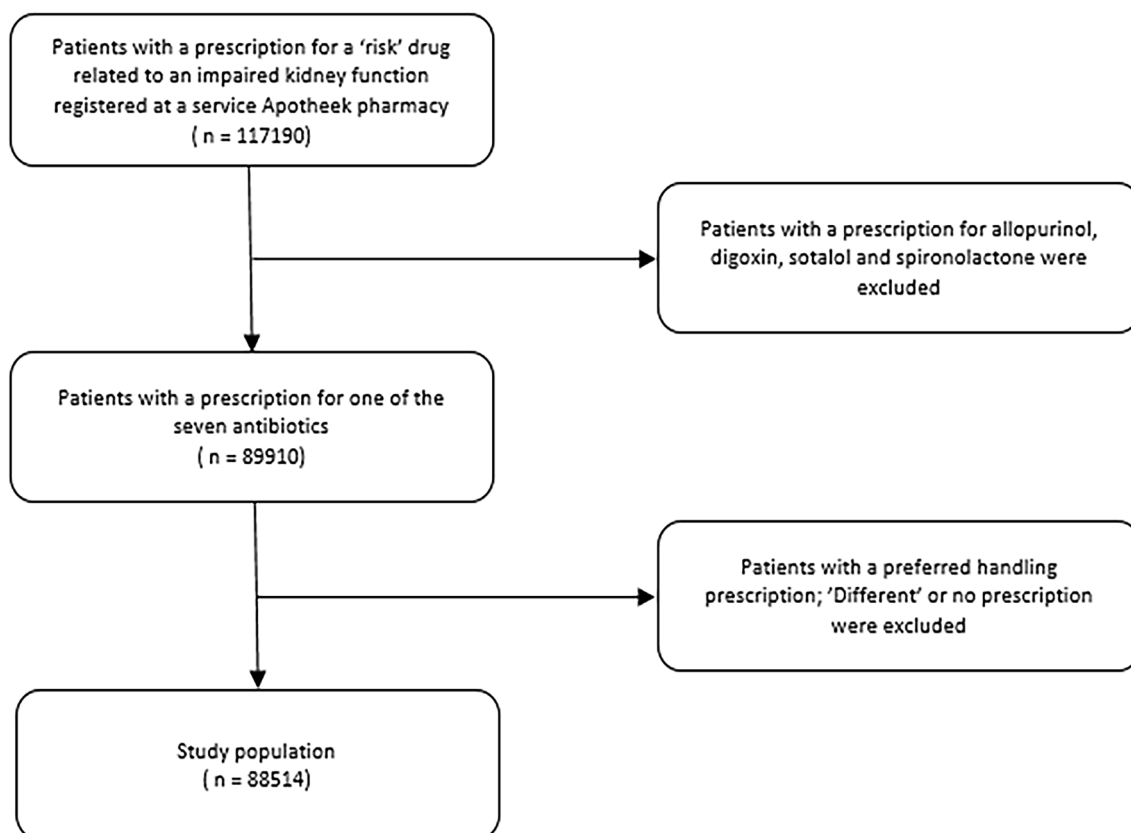 Patients with a prescription for a ‘risk’ drug
related to an impaired kidney function
registered at a service Apotheek pharmacy
( n = 117190)
Patients with a prescription for allopurinol,
digoxin, sotalol and spironolactone were
excluded
Patients with a prescription for one of the
seven antibiotics
( n = 89910)
Patients with a preferred handling
prescription; ’Different’ or no prescription
were excluded
Study population
( n = 88514)